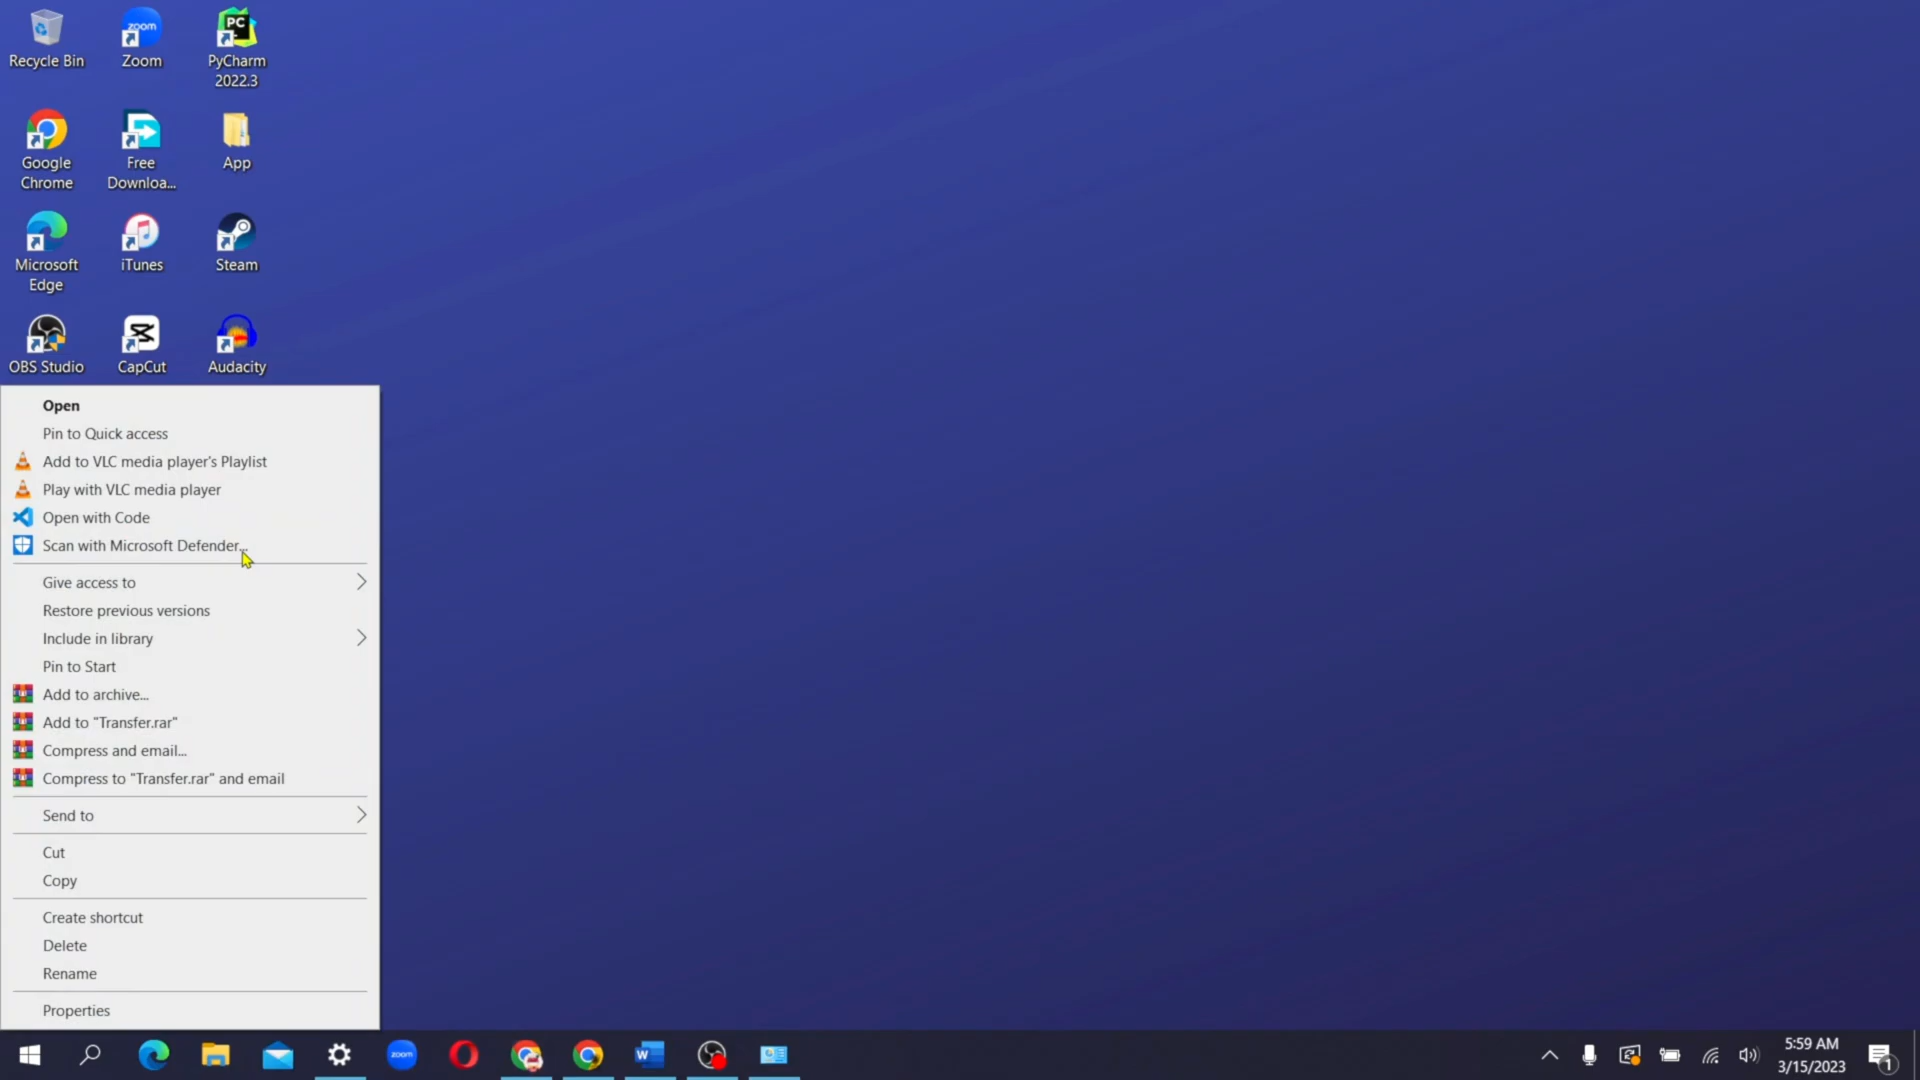 Recycle Bin
Zoom
PyCharm
2022.3
Google
Chrome
Free
Downloa...
App
Microsoft
Edge
iTunes
Steam
OBS Studio
CapCut
Audacity
Open
Pin to Quick access
Add to VLC media player's Playlist
Play with VLC media player
Open with Code
Scan with Microsoft Defender...
Give access to
Restore previous versions
Include in library
Pin to Start
Add to archive...
Add to "Transfer.rar"
Compress and email...
Compress to "Transfer.rar" and email
Send to
Cut
Copy
Create shortcut
Delete
Rename
Properties
5:59 AM
3/15/2023
1
zoom
zoom
PC
W